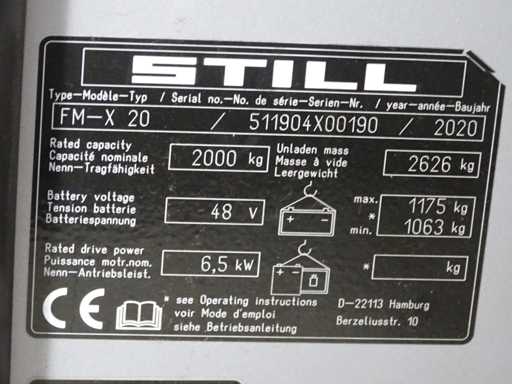 STILL
Type-Modèle-Typ / Serial no.-No. de série-Serien-Nr. / year-année-Baujahr
FM-X 20 / 511904X00190 / 2020
Rated capacity
Capacité nominale
Nenn-Tragfähigkeit
2000 kg
Unladen mass
Masse à vide
Leergewicht
2626 kg
Battery voltage
Tension batterie
Batteriespannung
48 V
max. 1175 kg
*
min. 1063 kg
Rated drive power
Puissance motr.nom.
Nenn-Antriebsleist.
6,5 kW
* kg
CE
* see Operating instructions
voir Mode d'emploi
siehe Betriebsanleitung
D-22113 Hamburg
Berzeliusstr. 10